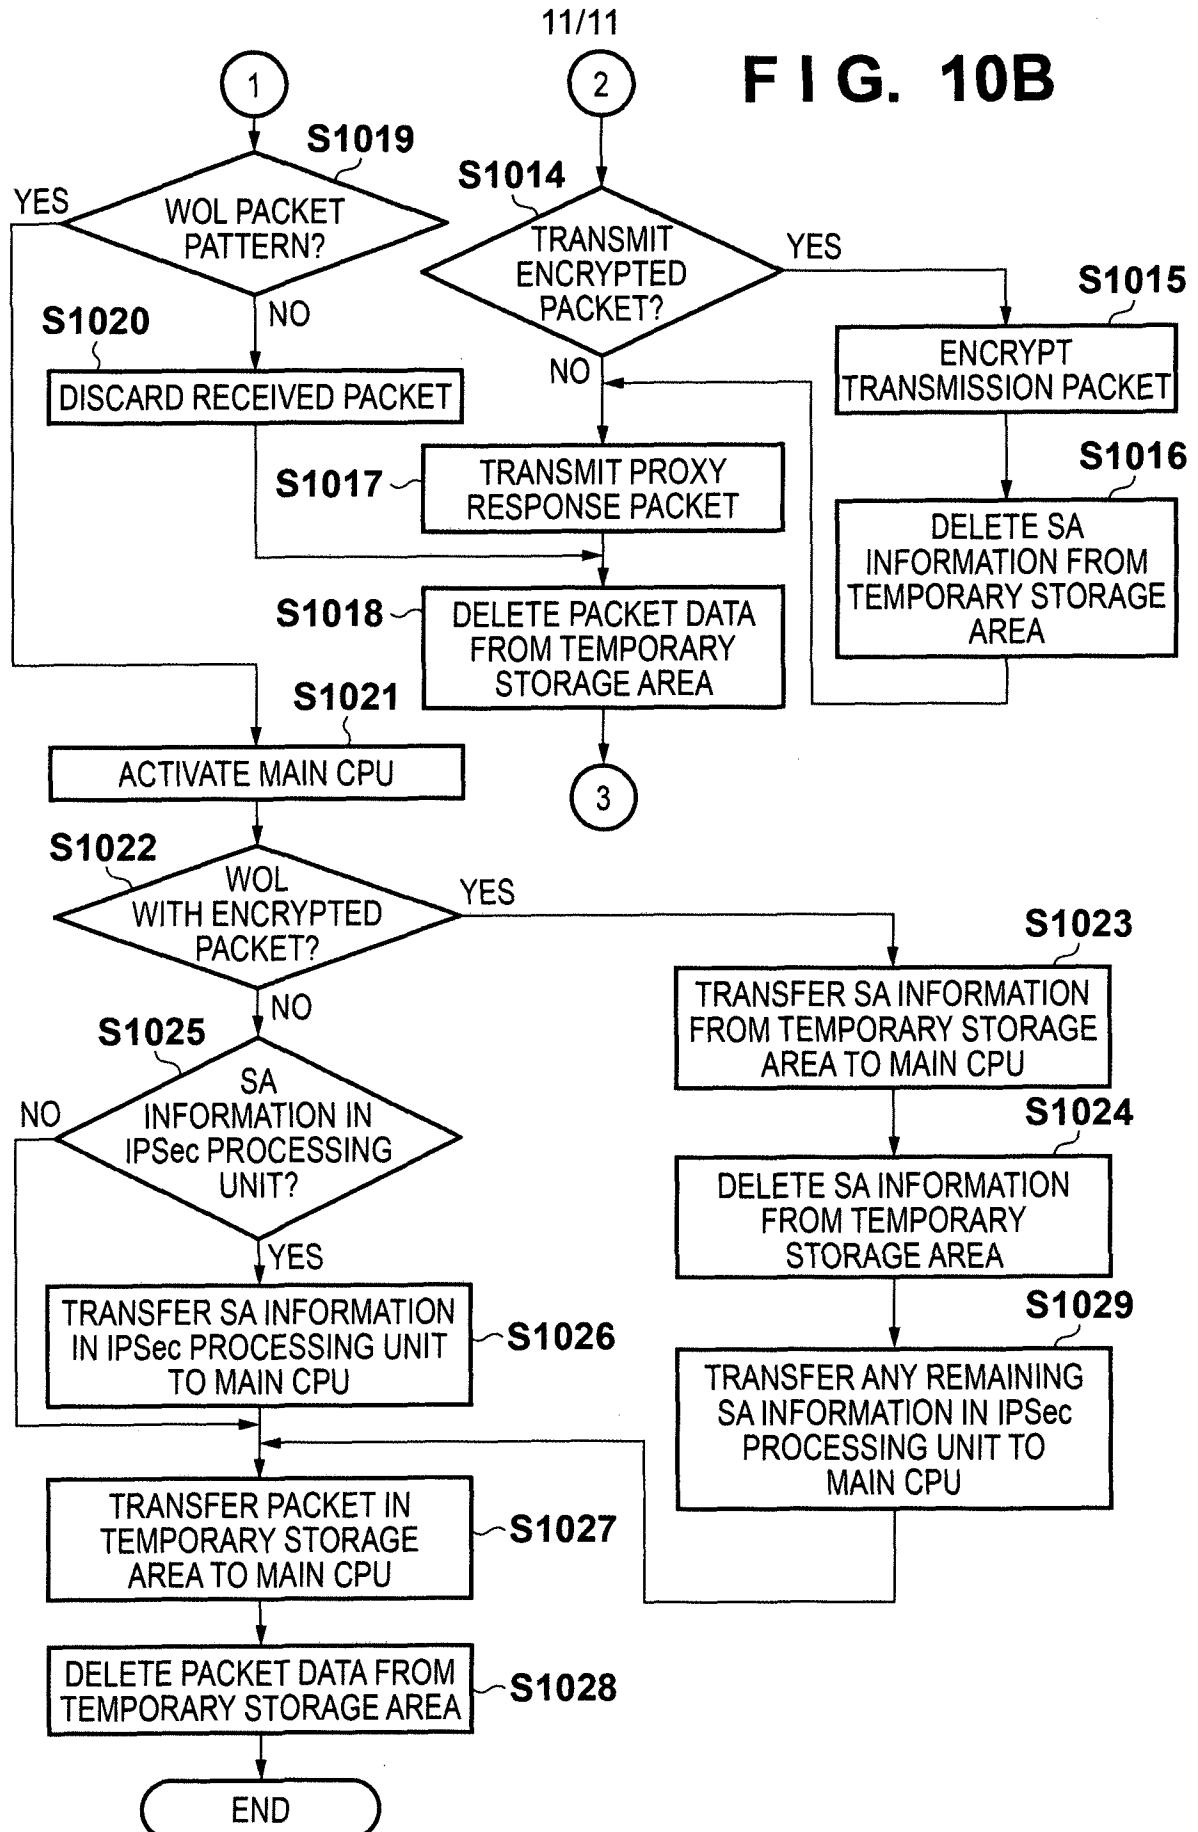 11/11
FIG. 10B
1
2
S1019
YES
WOL PACKET
PATTERN?
NO
S1014
TRANSMIT
ENCRYPTED
PACKET?
YES
NO
S1015
ENCRYPT
TRANSMISSION PACKET
S1020
DISCARD RECEIVED PACKET
S1016
DELETE SA
INFORMATION FROM
TEMPORARY STORAGE
AREA
S1017
TRANSMIT PROXY
RESPONSE PACKET
S1018
DELETE PACKET DATA
FROM TEMPORARY
STORAGE AREA
3
S1021
ACTIVATE MAIN CPU
S1022
WOL
WITH ENCRYPTED
PACKET?
YES
NO
S1023
TRANSFER SA INFORMATION
FROM TEMPORARY STORAGE
AREA TO MAIN CPU
S1024
DELETE SA INFORMATION
FROM TEMPORARY
STORAGE AREA
S1029
TRANSFER ANY REMAINING
SA INFORMATION IN IPSec
PROCESSING UNIT TO
MAIN CPU
S1025
SA
INFORMATION IN
IPSec PROCESSING
UNIT?
NO
YES
TRANSFER SA INFORMATION
IN IPSec PROCESSING UNIT
TO MAIN CPU
S1026
TRANSFER PACKET IN
TEMPORARY STORAGE
AREA TO MAIN CPU
S1027
DELETE PACKET DATA FROM
TEMPORARY STORAGE AREA
S1028
END